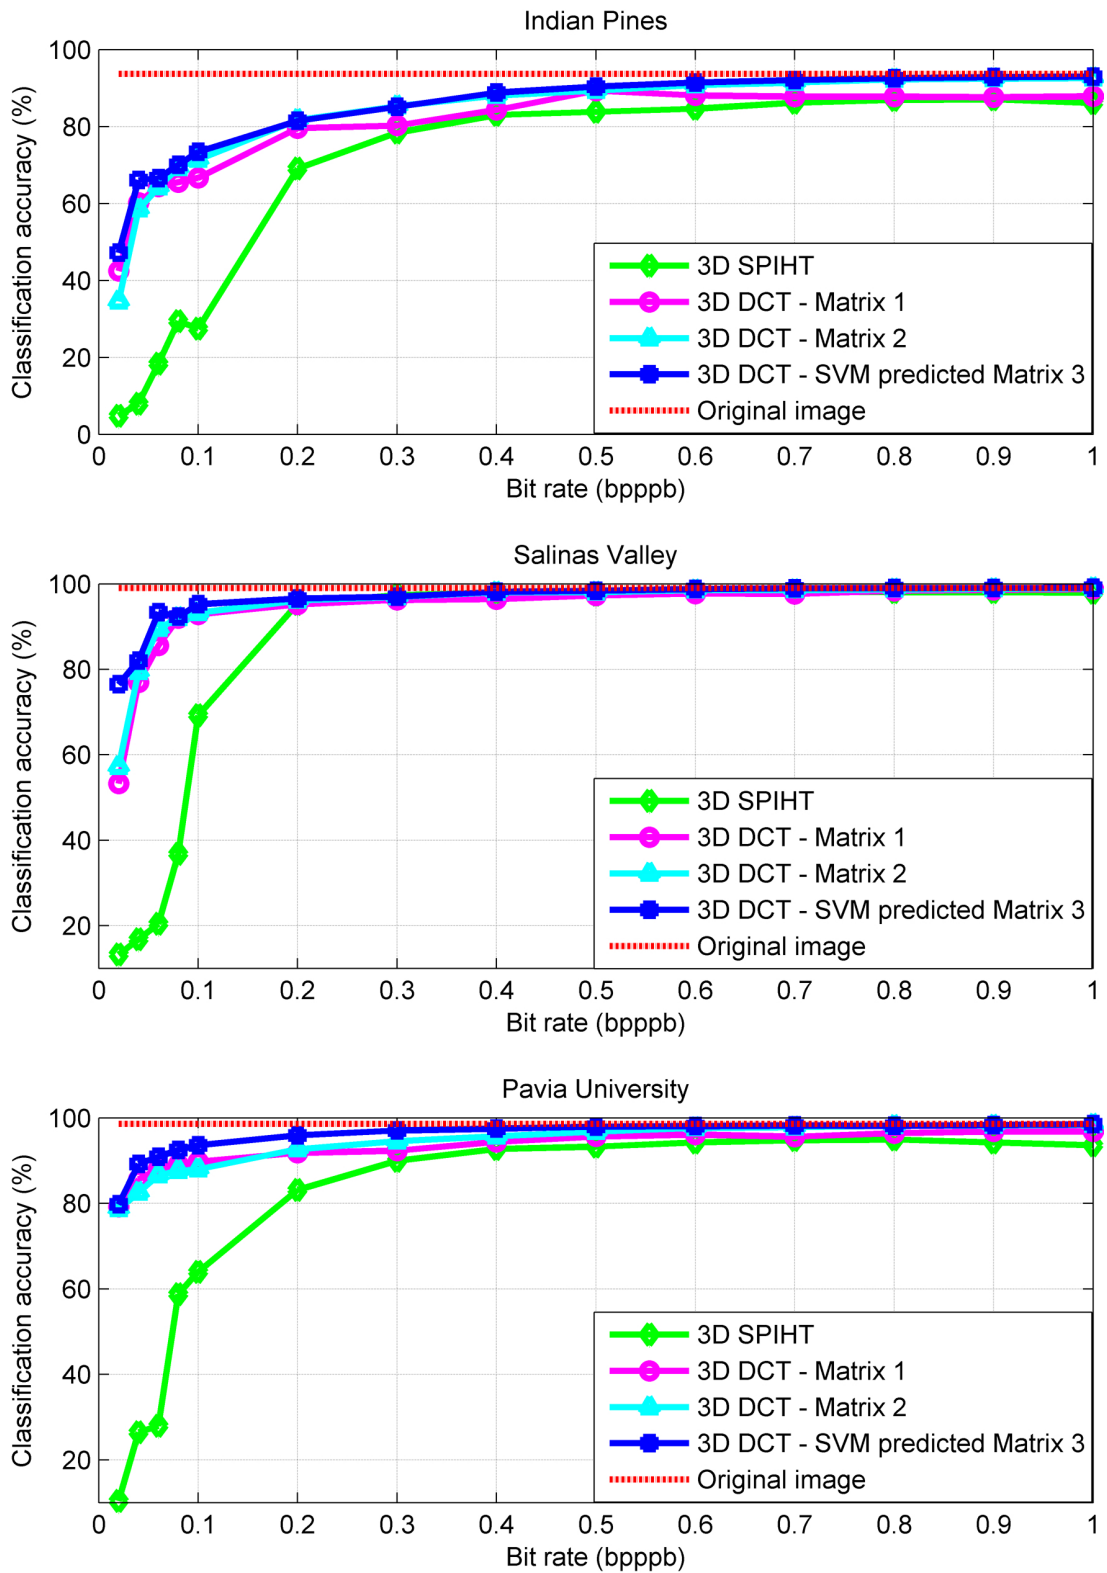 Indian Pines
100
80
60
40
20
0
Classification accuracy (%)
3D SPIHT
3D DCT - Matrix 1
3D DCT - Matrix 2
3D DCT - SVM predicted Matrix 3
Original image
0 0.1 0.2 0.3 0.4 0.5 0.6 0.7 0.8 0.9 1
Bit rate (bpppb)
Salinas Valley
100
80
60
40
20
Classification accuracy (%)
3D SPIHT
3D DCT - Matrix 1
3D DCT - Matrix 2
3D DCT - SVM predicted Matrix 3
Original image
0 0.1 0.2 0.3 0.4 0.5 0.6 0.7 0.8 0.9 1
Bit rate (bpppb)
Pavia University
100
80
60
40
20
Classification accuracy (%)
3D SPIHT
3D DCT - Matrix 1
3D DCT - Matrix 2
3D DCT - SVM predicted Matrix 3
Original image
0 0.1 0.2 0.3 0.4 0.5 0.6 0.7 0.8 0.9 1
Bit rate (bpppb)